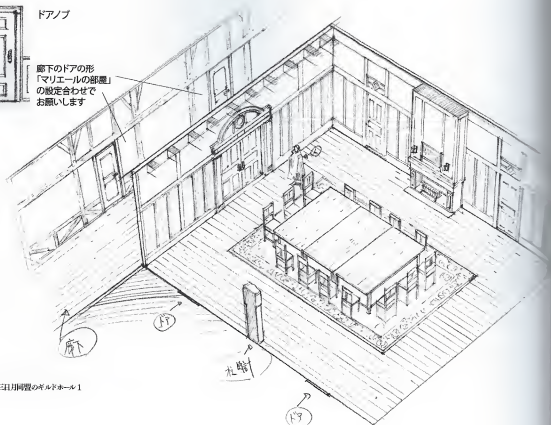 ドアノブ
廊下のドアの形
「マリエールの部屋」
の設定合わせで
お願いします
廊下
ドア
ドア
三日月同盟のギルドホール1